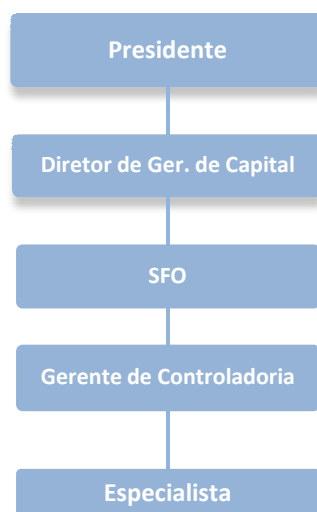 Presidente
Diretor de Ger. de Capital
SFO
Gerente de Controladoria
Especialista